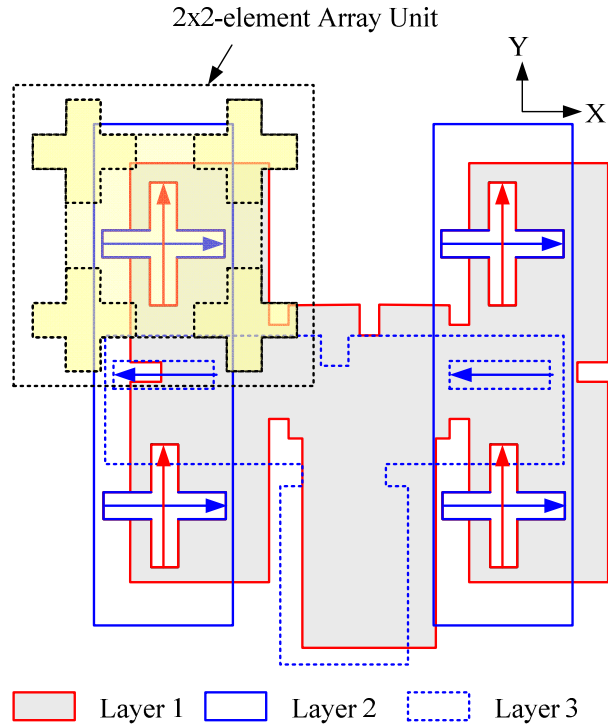 2x2-element Array Unit
Y
X
Layer 1
Layer 2
Layer 3